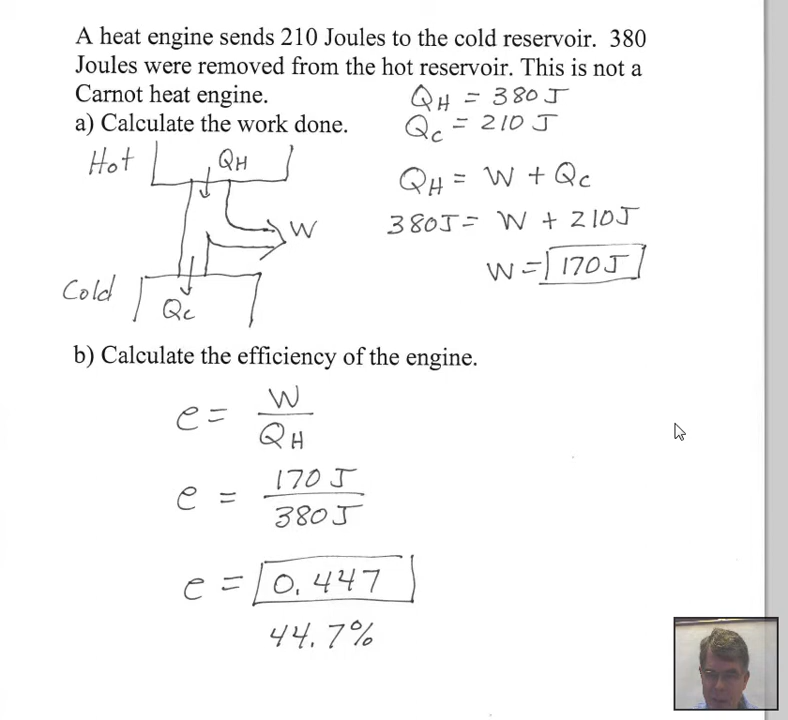 A heat engine sends 210 Joules to the cold reservoir. 380
Joules were removed from the hot reservoir. This is not a
Carnot heat engine.
QH = 380 J
a) Calculate the work done.
Qc = 210 J
Hot
QH
W
Cold
Qc
QH = W + Qc
380J = W + 210J
W = 170J
b) Calculate the efficiency of the engine.
e = W / QH
e = 170 J / 380 J
e = 0.447
44.7%